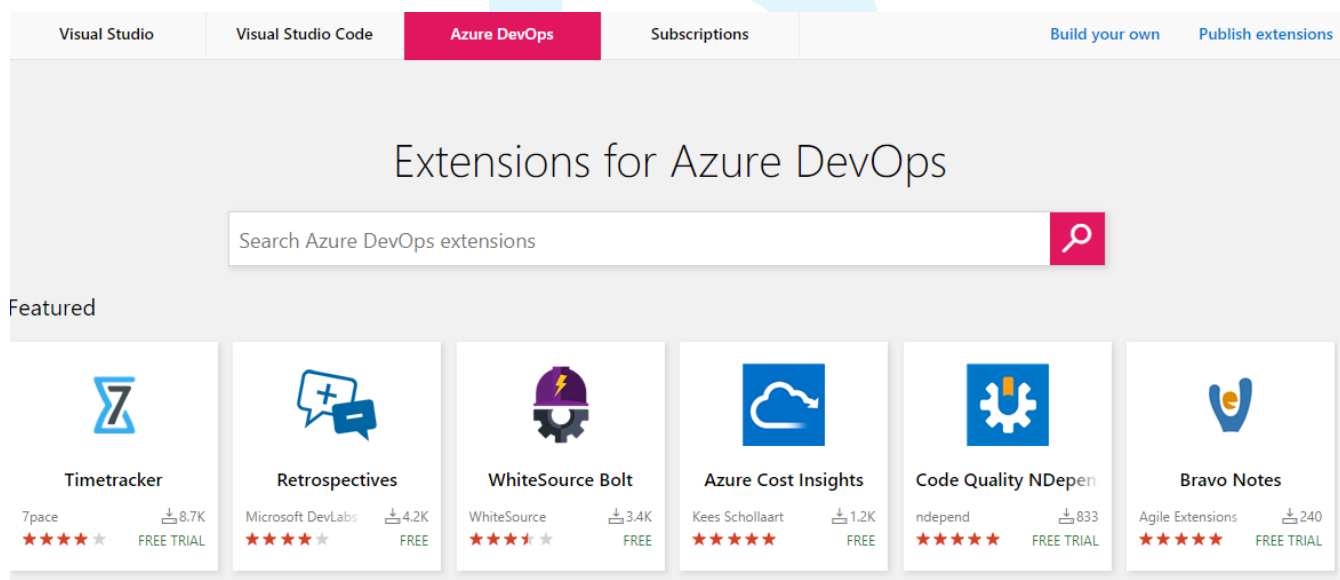 Visual Studio Visual Studio Code Azure DevOps Subscriptions Build your own Publish extensions
Extensions for Azure DevOps
Search Azure DevOps extensions
Featured
7
Timetracker Retrospectives WhiteSource Bolt Azure Cost Insights Code Quality NDepen Bravo Notes
7pace 8.7K Microsoft DevLabs 4.2K WhiteSource 3.4K Kees Schollaart 1.2K ndepend 833 Agile Extensions 240
FREE TRIAL FREE FREE FREE FREE TRIAL FREE TRIAL